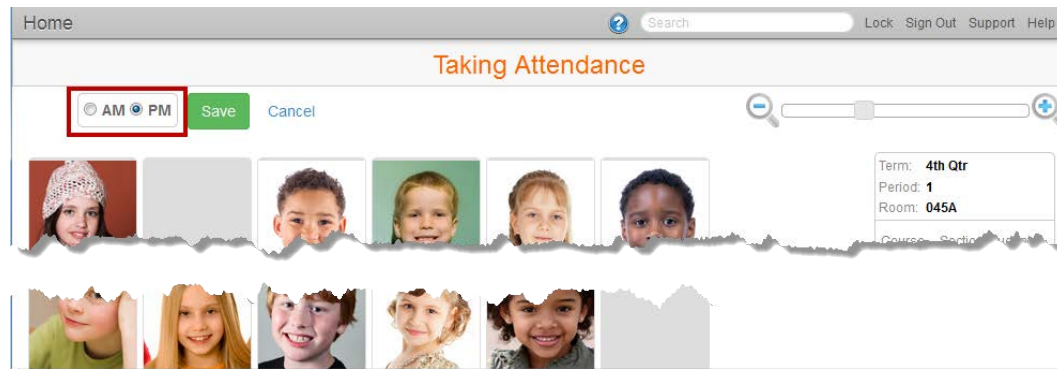 Home
Search
Lock Sign Out Support Help
Taking Attendance
AM PM Save Cancel
Term: 4th Qtr
Period: 1
Room: 045A
Course